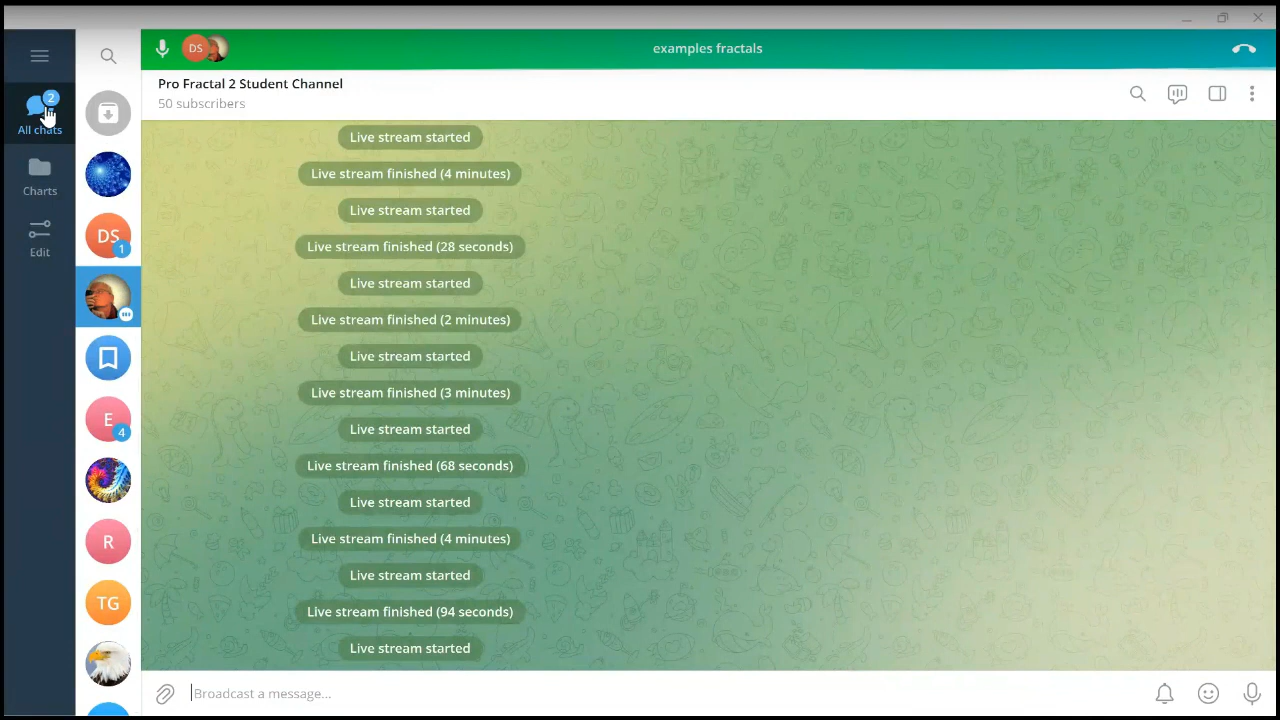 DS
examples fractals
Pro Fractal 2 Student Channel
50 subscribers
2
All chats
Charts
Edit
DS
1
E
4
R
TG
Live stream started
Live stream finished (4 minutes)
Live stream started
Live stream finished (28 seconds)
Live stream started
Live stream finished (2 minutes)
Live stream started
Live stream finished (3 minutes)
Live stream started
Live stream finished (68 seconds)
Live stream started
Live stream finished (4 minutes)
Live stream started
Live stream finished (94 seconds)
Live stream started
Broadcast a message...